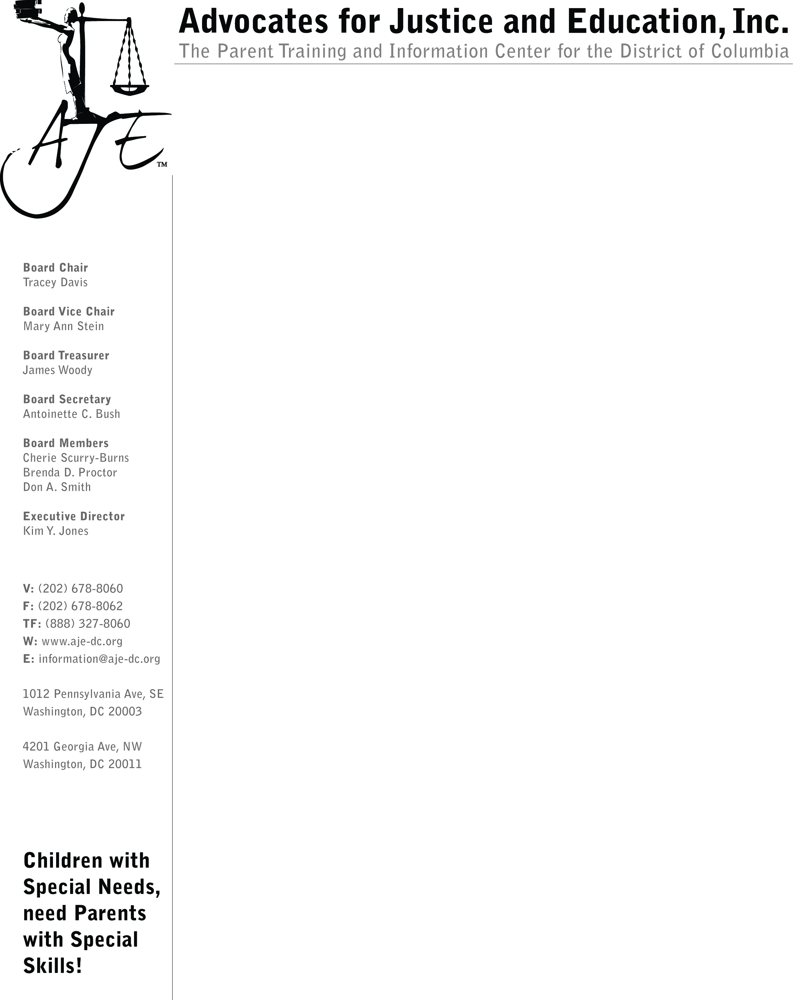 Advocates for Justice and Education, Inc.
The Parent Training and Information Center for the District of Columbia
AJE
TM
Board Chair
Tracey Davis
Board Vice Chair
Mary Ann Stein
Board Treasurer
James Woody
Board Secretary
Antoinette C. Bush
Board Members
Cherie Scurry-Burns
Brenda D. Proctor
Don A. Smith
Executive Director
Kim Y. Jones
V: (202) 678-8060
F: (202) 678-8062
TF: (888) 327-8060
W: www.aje-dc.org
E: information@aje-dc.org
1012 Pennsylvania Ave, SE
Washington, DC 20003
4201 Georgia Ave, NW
Washington, DC 20011
Children with
Special Needs,
need Parents
with Special
Skills!